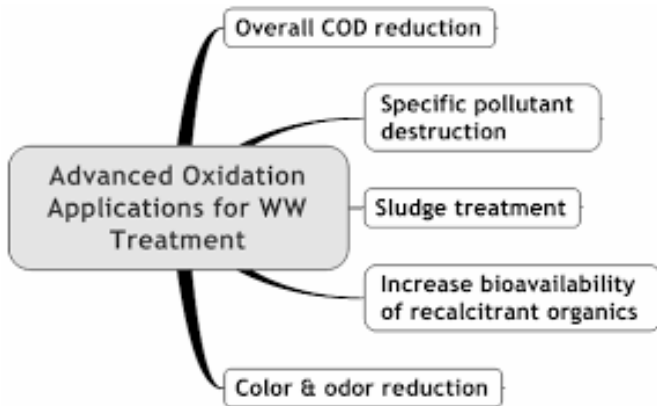 Overall COD reduction
Specific pollutant
destruction
Advanced Oxidation
Applications for WW
Treatment
Sludge treatment
Increase bioavailability
of recalcitrant organics
Color & odor reduction